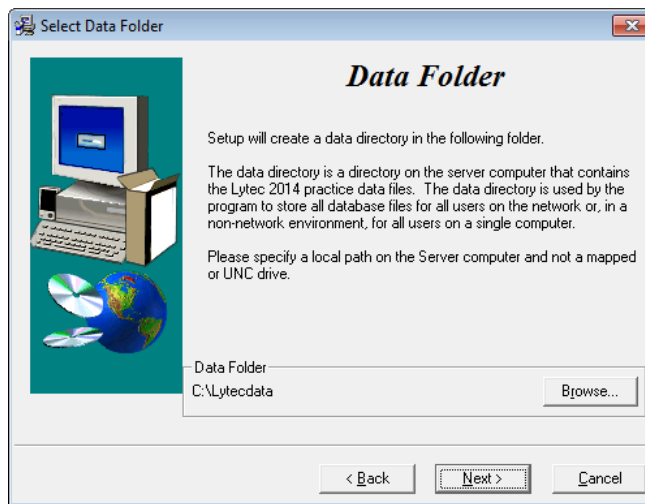 Select Data Folder
Data Folder
Setup will create a data directory in the following folder.
The data directory is a directory on the server computer that contains
the Lytec 2014 practice data files. The data directory is used by the
program to store all database files for all users on the network or, in a
non-network environment, for all users on a single computer.
Please specify a local path on the Server computer and not a mapped
or UNC drive.
Data Folder
C:\Lytecdata
Browse...
< Back
Next >
Cancel